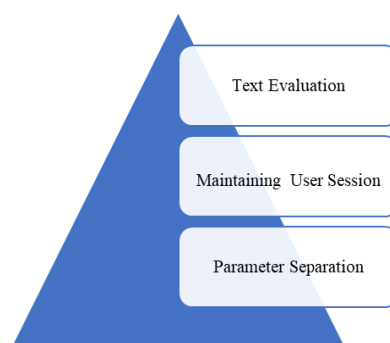 Text Evaluation
Maintaining  User Session
Parameter Separation